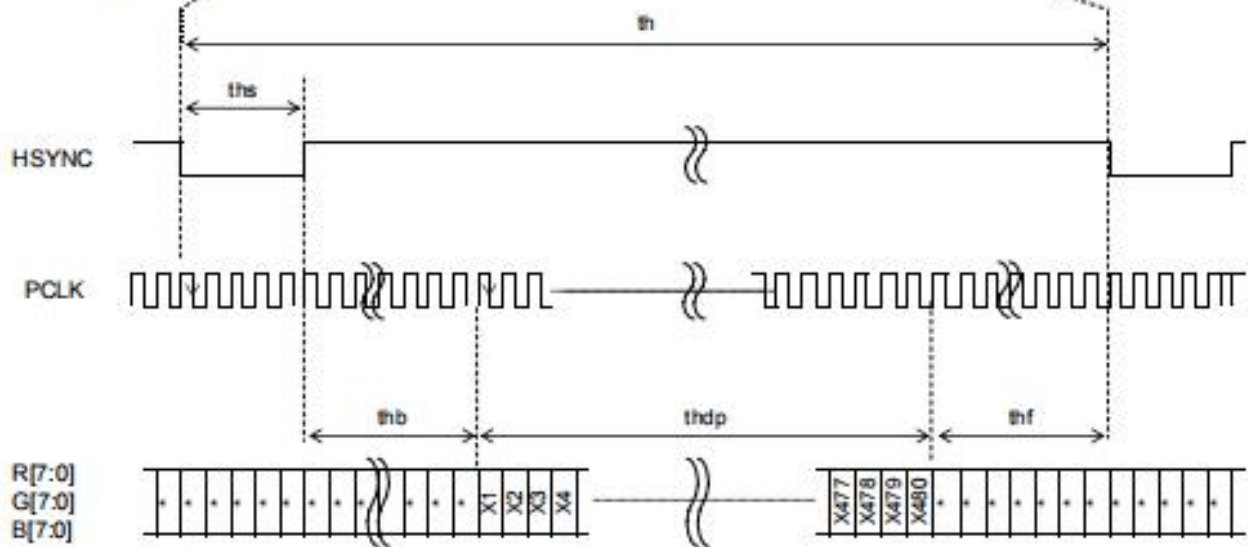 th
ths
HSYNC
PCLK
thb
thdp
thf
R[7:0]
G[7:0]
B[7:0]
X1
X2
X3
X4
X477
X478
X479
X480